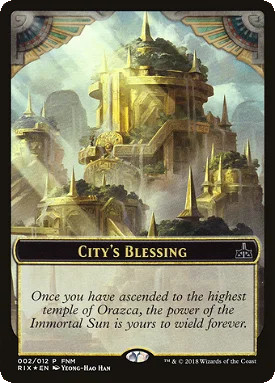 City's Blessing
Once you have ascended to the highest
temple of Orazca, the power of the
Immortal Sun is yours to wield forever.
002/012 P FNM
RIX • EN Yeong-Hao Han
™ & © 2018 Wizards of the Coast